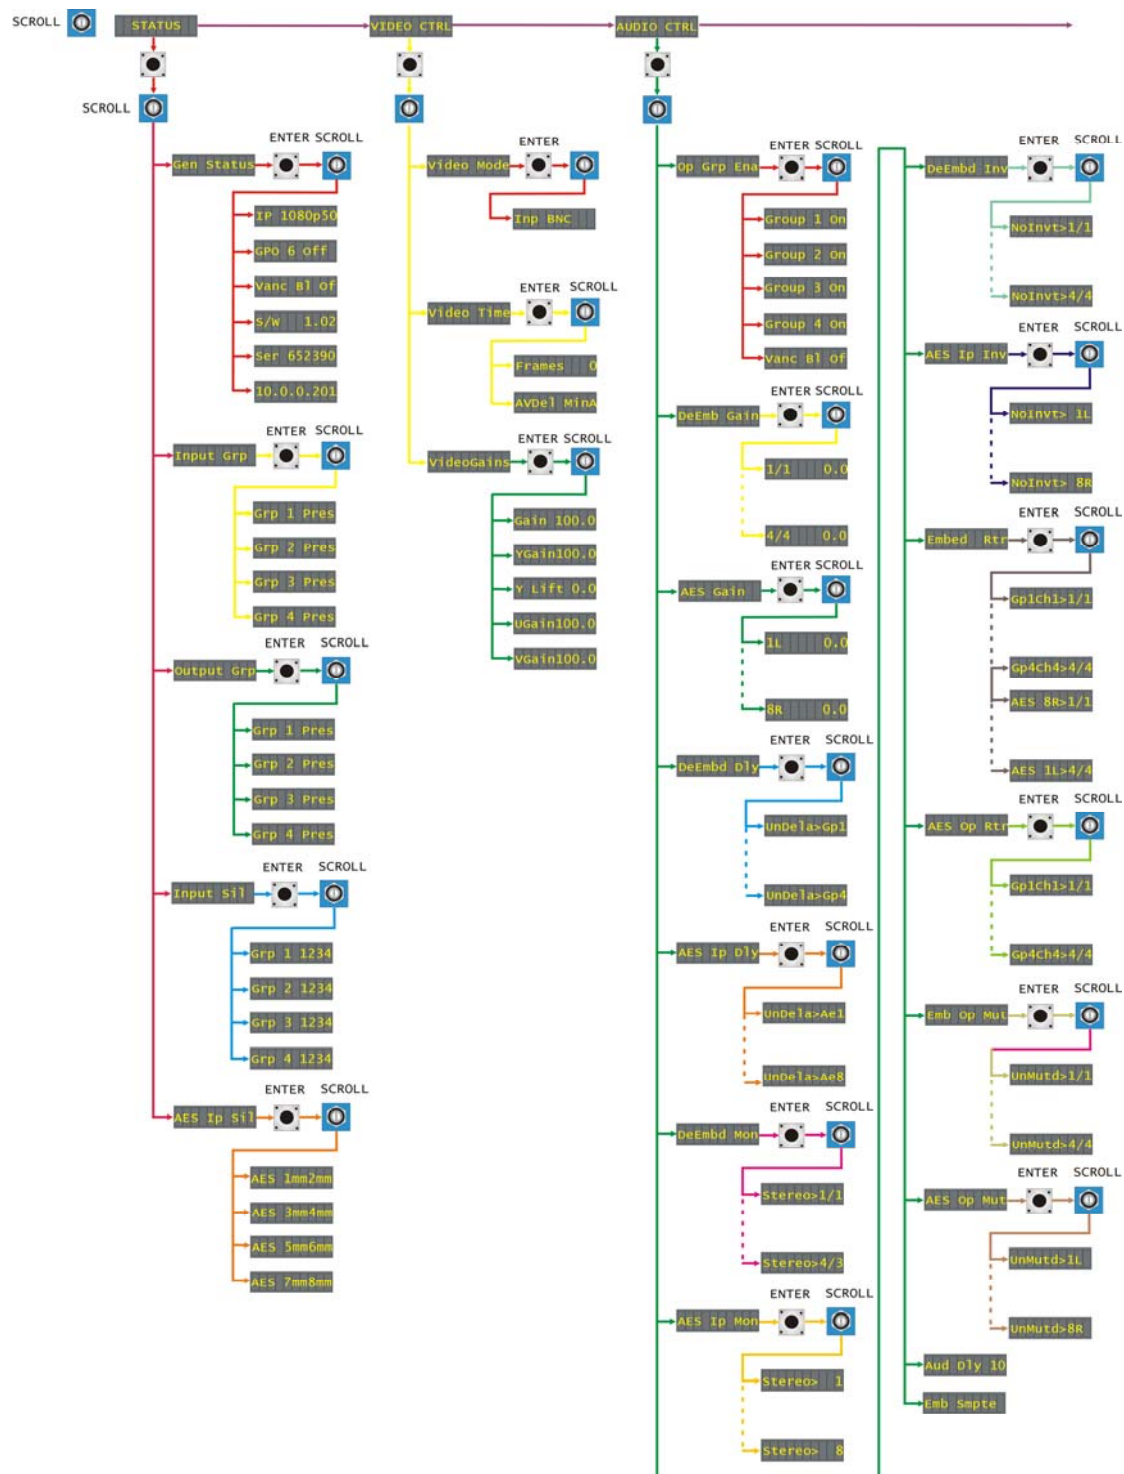 SCROLL
STATUS
VIDEO CTRL
AUDIO CTRL
SCROLL
Gen Status
ENTER SCROLL
IP 1080p50
GPO 6 Off
Vanc Bl Of
S/W 1.02
Ser 652390
10.0.0.201
Input Grp
ENTER SCROLL
Grp 1 Pres
Grp 2 Pres
Grp 3 Pres
Grp 4 Pres
Output Grp
ENTER SCROLL
Grp 1 Pres
Grp 2 Pres
Grp 3 Pres
Grp 4 Pres
Input Sil
ENTER SCROLL
Grp 1 1234
Grp 2 1234
Grp 3 1234
Grp 4 1234
AES Ip Sil
ENTER SCROLL
AES 1mm2mm
AES 3mm4mm
AES 5mm6mm
AES 7mm8mm
Video Mode
ENTER
Inp BNC
Video Time
ENTER SCROLL
Frames 0
AVDel MinA
VideoGains
ENTER SCROLL
Gain 100.0
YGain100.0
Y Lift 0.0
UGain100.0
VGain100.0
Op Grp Ena
ENTER SCROLL
Group 1 On
Group 2 On
Group 3 On
Group 4 On
Vanc Bl Of
DeEmb Gain
ENTER SCROLL
1/1 0.0
4/4 0.0
AES Gain
ENTER SCROLL
1L 0.0
8R 0.0
DeEmbd Dly
ENTER SCROLL
UnDela>Gp1
UnDela>Gp4
AES Ip Dly
ENTER SCROLL
UnDela>Ae1
UnDela>Ae8
DeEmbd Mon
ENTER SCROLL
Stereo>1/1
Stereo>4/3
AES Ip Mon
ENTER SCROLL
Stereo> 1
Stereo> 8
DeEmbd Inv
ENTER SCROLL
NoInvt>1/1
NoInvt>4/4
AES Ip Inv
ENTER SCROLL
NoInvt> 1L
NoInvt> 8R
Embed Rtr
ENTER SCROLL
Gp1Ch1>1/1
Gp4Ch4>4/4
AES 8R>1/1
AES 1L>4/4
AES Op Rtr
ENTER SCROLL
Gp1Ch1>1/1
Gp4Ch4>4/4
Emb Op Mut
ENTER SCROLL
UnMutd>1/1
UnMutd>4/4
AES Op Mut
ENTER SCROLL
UnMutd>1L
UnMutd>8R
Aud Dly 10
Emb Smpte